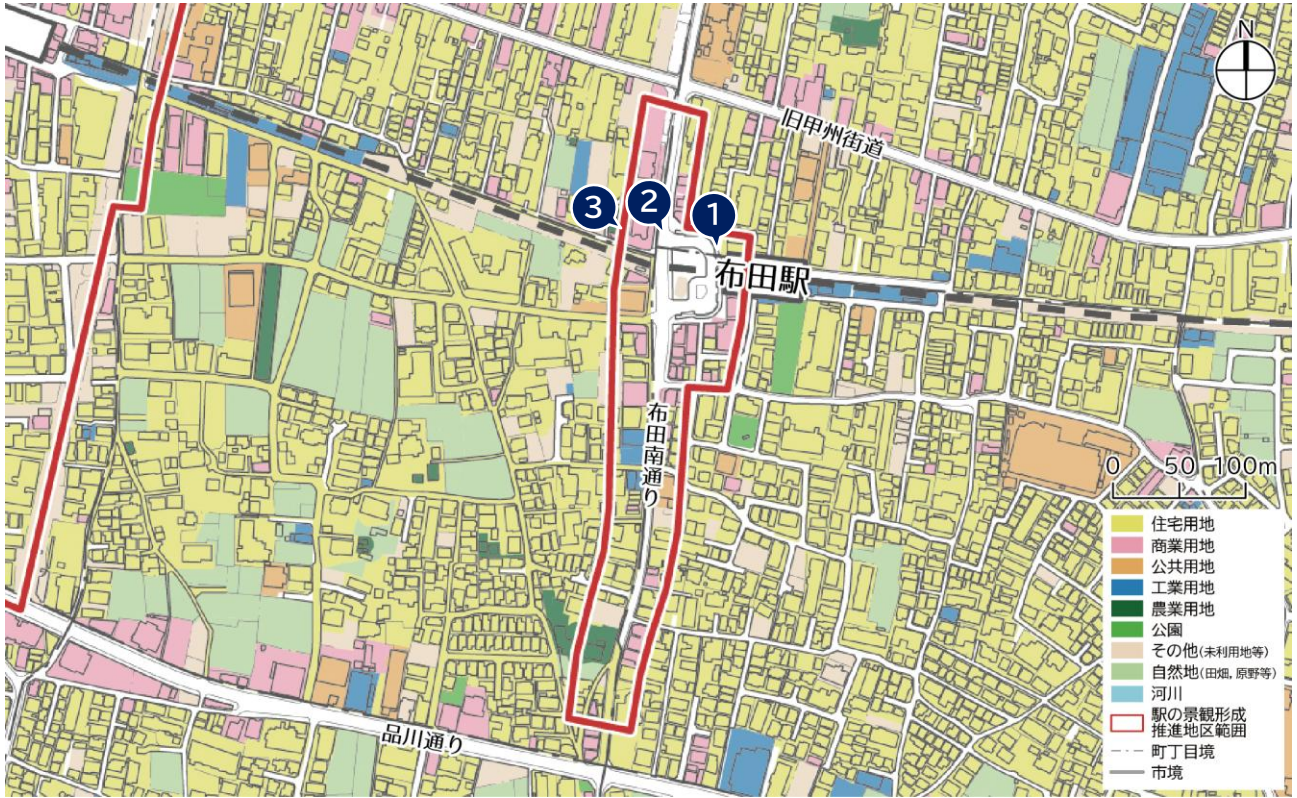 N
旧甲州街道
3
2
1
布田駅
布田南通り
品川通り
0 50 100m
住宅用地
商業用地
公共用地
工業用地
農業用地
公園
その他(未利用地等)
自然地(田畑, 原野等)
河川
駅の景観形成
推進地区範囲
町丁目境
市境